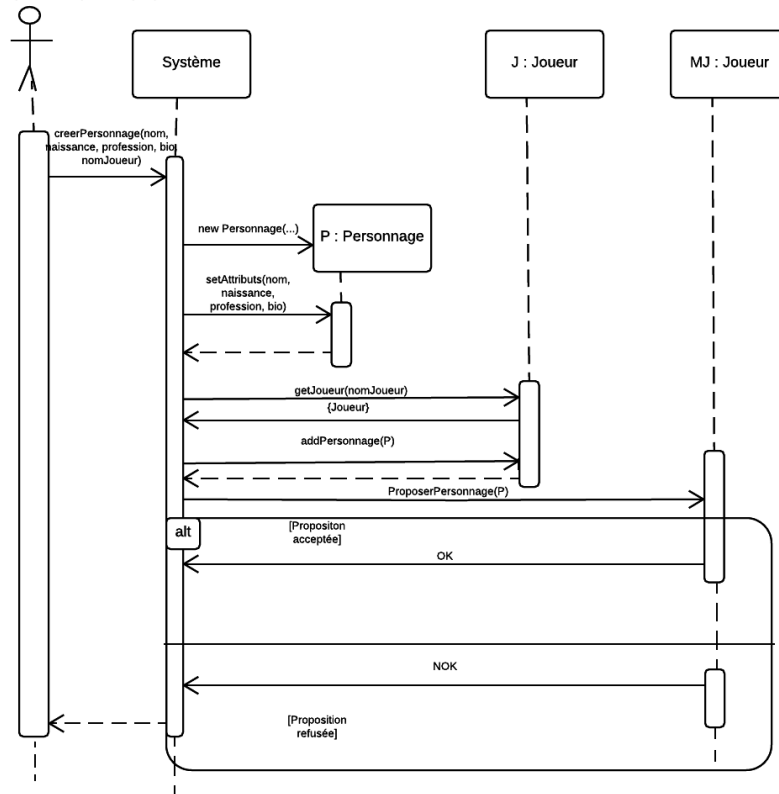 Système
J : Joueur
MJ : Joueur
creerPersonnage(nom,
naissance, profession, bio,
nomJoueur)
new Personnage(...)
P : Personnage
setAttributs(nom,
naissance,
profession, bio)
getJoueur(nomJoueur)
{Joueur}
addPersonnage(P)
ProposerPersonnage(P)
alt
[Propositon
acceptée]
OK
NOK
[Proposition
refusée]